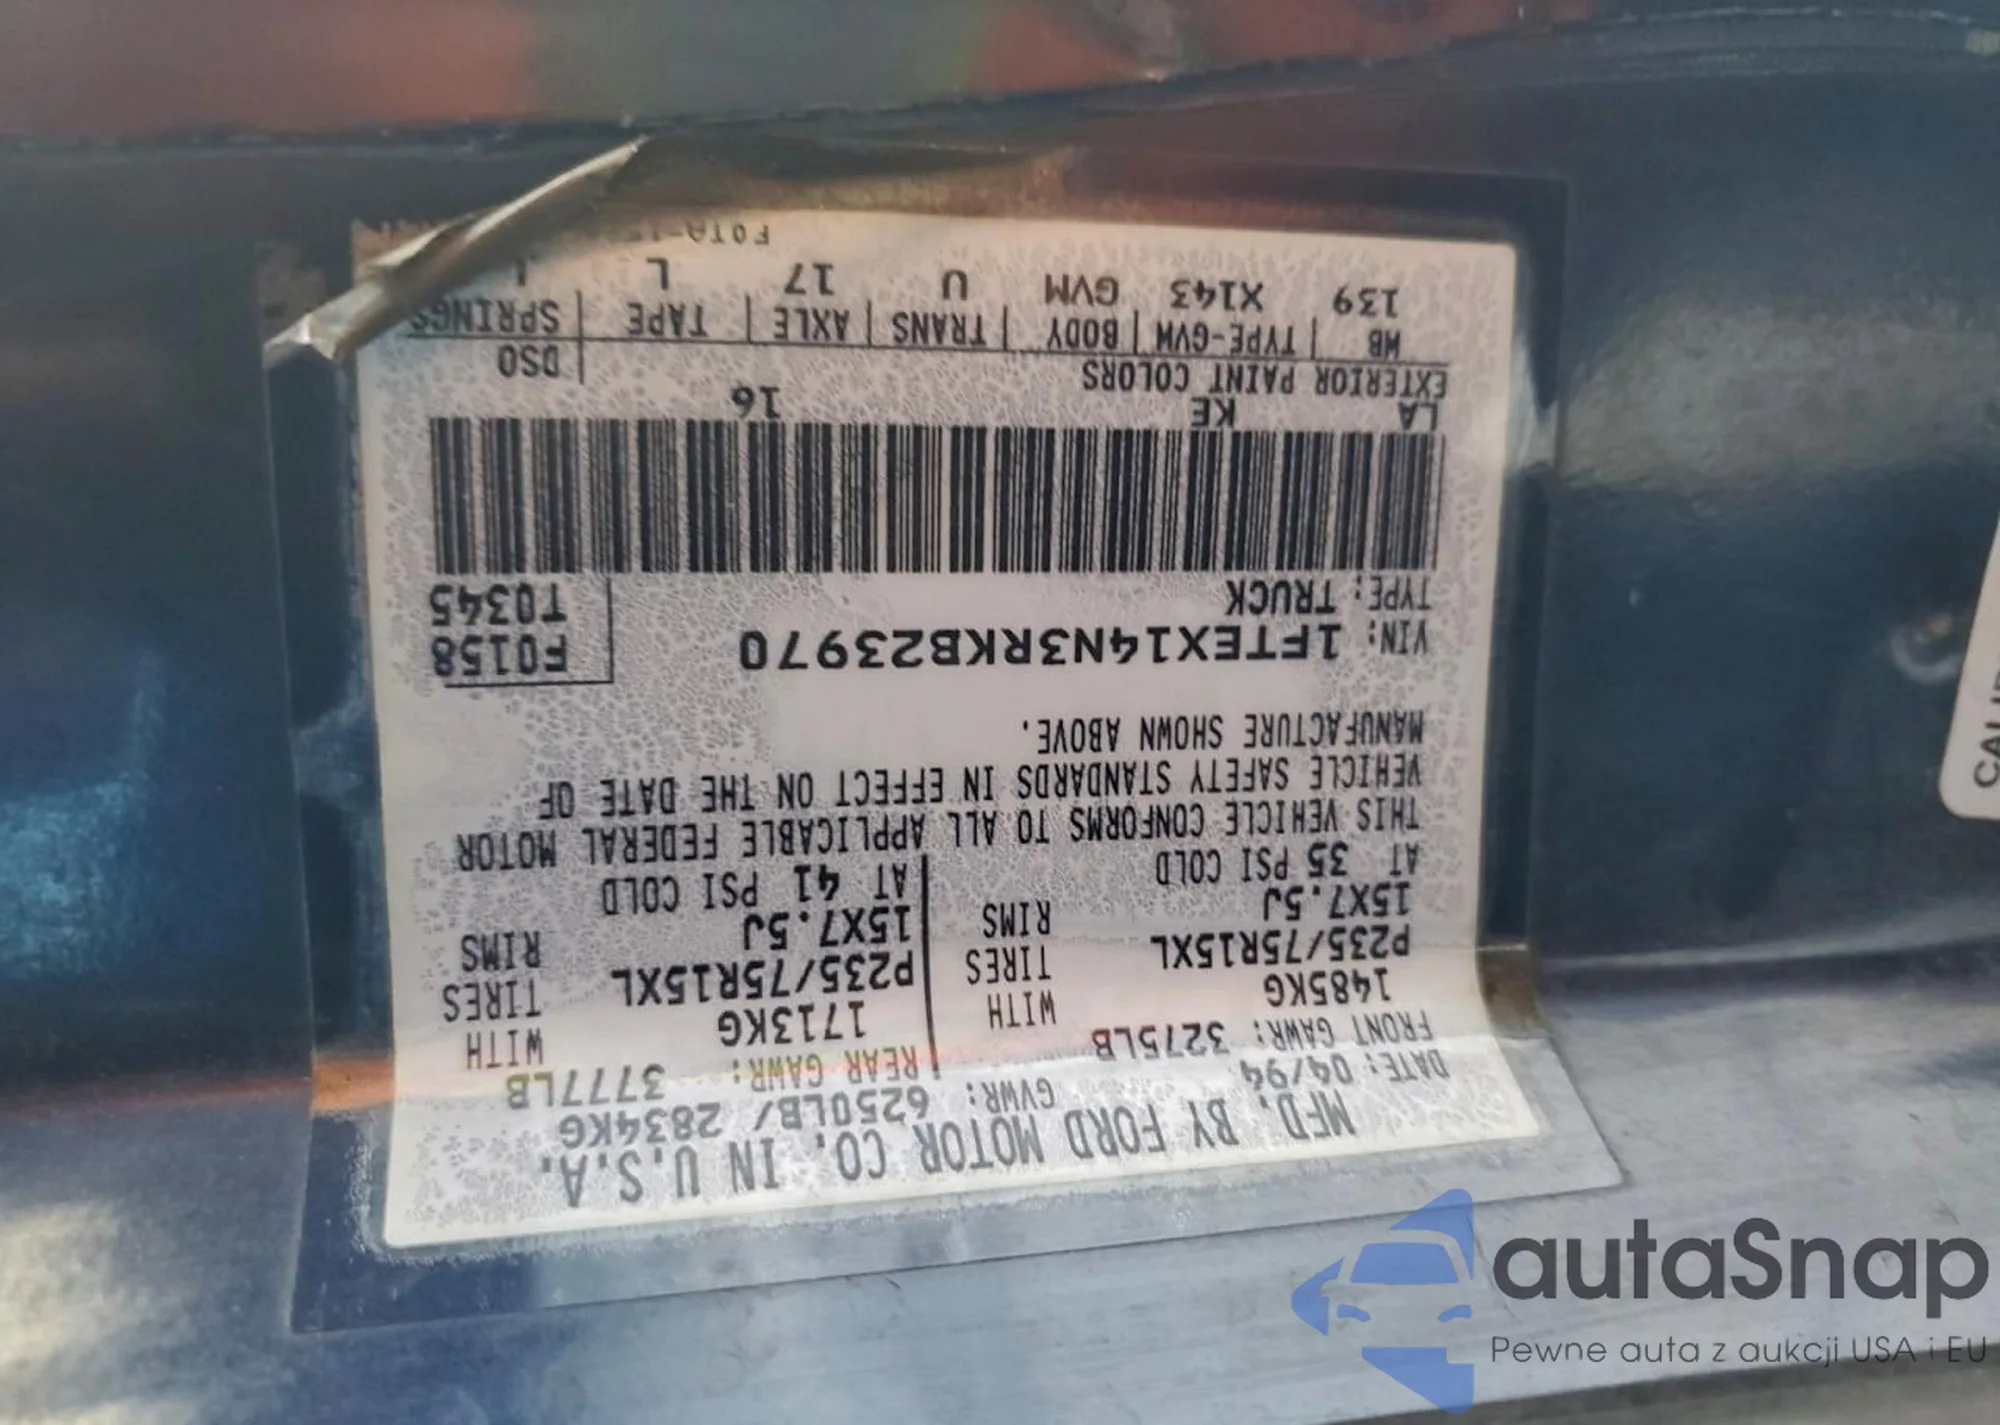 MFD. BY FORD MOTOR CO. IN U.S.A.
DATE: 04/94 GVWR: 6250LB/ 2834KG
FRONT GAWR: 3275LB REAR GAWR: 3777LB
1485KG WITH 1713KG WITH
P235/75R15XL TIRES P235/75R15XL TIRES
15X7.5J RIMS 15X7.5J RIMS
AT 35 PSI COLD AT 41 PSI COLD
THIS VEHICLE CONFORMS TO ALL APPLICABLE FEDERAL MOTOR
VEHICLE SAFETY STANDARDS IN EFFECT ON THE DATE OF
MANUFACTURE SHOWN ABOVE.
VIN: 1FTEX14N3RKB23970 F0158
TYPE: TRUCK T0345
LA KE 16
EXTERIOR PAINT COLORS DSO
WB TYPE-GVM BODY TRANS AXLE TAPE SPRINGS
139 X143 GVM U 17 L
autaSnap
Pewne auta z aukcji USA i EU